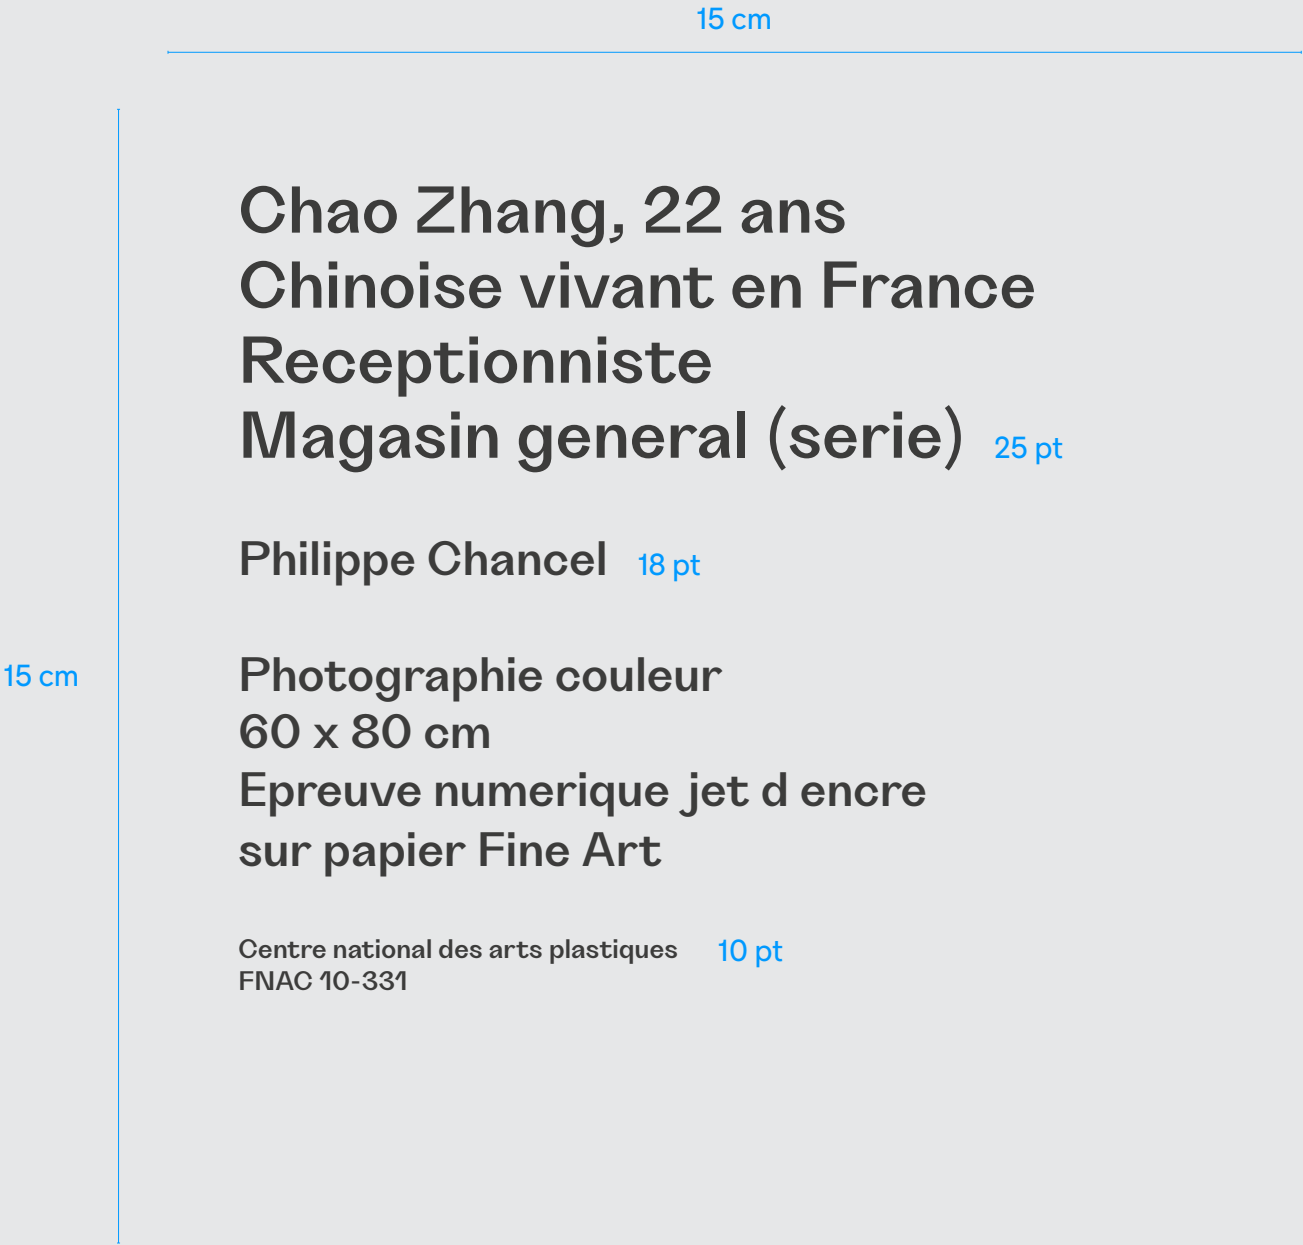 15 cm
Chao Zhang, 22 ans
Chinoise vivant en France
Receptionniste
Magasin general (serie) 25 pt
Philippe Chancel 18 pt
15 cm
Photographie couleur
60 x 80 cm
Epreuve numerique jet d encre
sur papier Fine Art
Centre national des arts plastiques 10 pt
FNAC 10-331